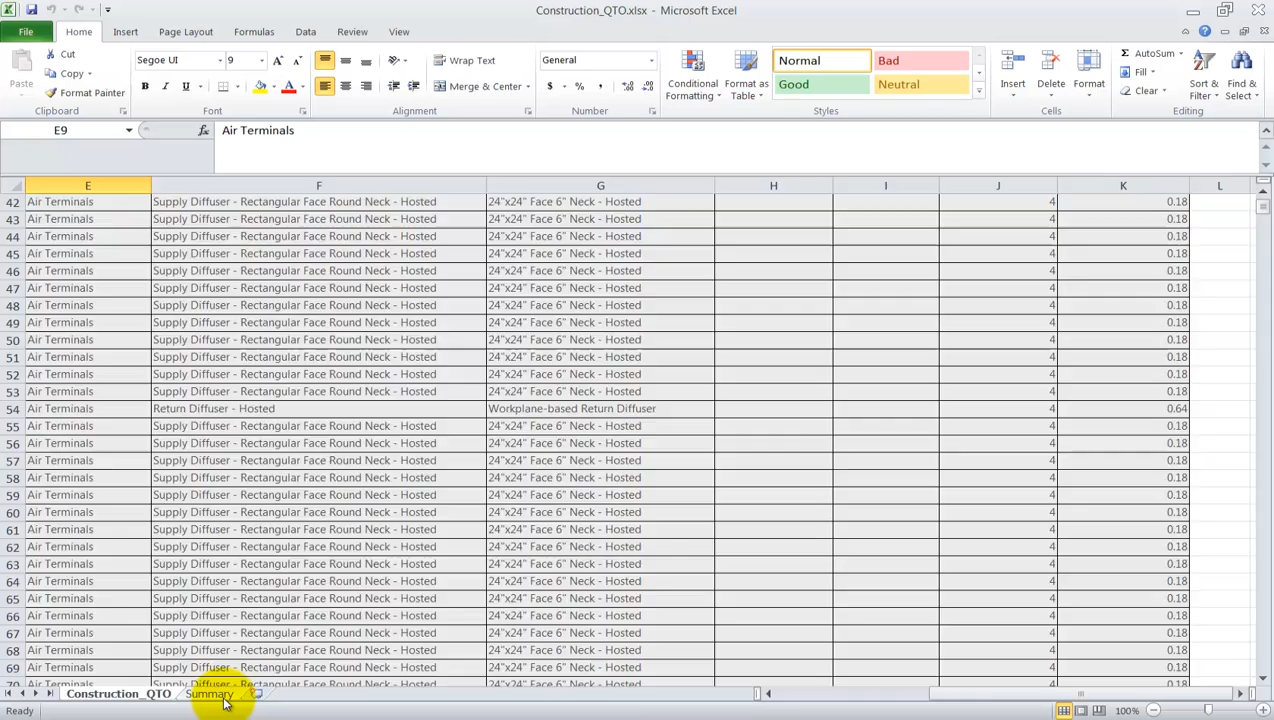 Construction_QTO.xlsx - Microsoft Excel
File Home Insert Page Layout Formulas Data Review View
Paste Cut Copy Format Painter Clipboard
Segoe UI 9 B I U A Font
Wrap Text Merge & Center Alignment
General $ % , Number
Conditional Formatting Format as Table Normal Bad Good Neutral Styles
Insert Delete Format Cells
AutoSum Fill Clear Sort & Filter Find & Select Editing
E9 fx Air Terminals
E F G H I J K L
42 Air Terminals Supply Diffuser - Rectangular Face Round Neck - Hosted 24"x24" Face 6" Neck - Hosted 4 0.18
43 Air Terminals Supply Diffuser - Rectangular Face Round Neck - Hosted 24"x24" Face 6" Neck - Hosted 4 0.18
44 Air Terminals Supply Diffuser - Rectangular Face Round Neck - Hosted 24"x24" Face 6" Neck - Hosted 4 0.18
45 Air Terminals Supply Diffuser - Rectangular Face Round Neck - Hosted 24"x24" Face 6" Neck - Hosted 4 0.18
46 Air Terminals Supply Diffuser - Rectangular Face Round Neck - Hosted 24"x24" Face 6" Neck - Hosted 4 0.18
47 Air Terminals Supply Diffuser - Rectangular Face Round Neck - Hosted 24"x24" Face 6" Neck - Hosted 4 0.18
48 Air Terminals Supply Diffuser - Rectangular Face Round Neck - Hosted 24"x24" Face 6" Neck - Hosted 4 0.18
49 Air Terminals Supply Diffuser - Rectangular Face Round Neck - Hosted 24"x24" Face 6" Neck - Hosted 4 0.18
50 Air Terminals Supply Diffuser - Rectangular Face Round Neck - Hosted 24"x24" Face 6" Neck - Hosted 4 0.18
51 Air Terminals Supply Diffuser - Rectangular Face Round Neck - Hosted 24"x24" Face 6" Neck - Hosted 4 0.18
52 Air Terminals Supply Diffuser - Rectangular Face Round Neck - Hosted 24"x24" Face 6" Neck - Hosted 4 0.18
53 Air Terminals Supply Diffuser - Rectangular Face Round Neck - Hosted 24"x24" Face 6" Neck - Hosted 4 0.18
54 Air Terminals Return Diffuser - Hosted Workplane-based Return Diffuser 4 0.64
55 Air Terminals Supply Diffuser - Rectangular Face Round Neck - Hosted 24"x24" Face 6" Neck - Hosted 4 0.18
56 Air Terminals Supply Diffuser - Rectangular Face Round Neck - Hosted 24"x24" Face 6" Neck - Hosted 4 0.18
57 Air Terminals Supply Diffuser - Rectangular Face Round Neck - Hosted 24"x24" Face 6" Neck - Hosted 4 0.18
58 Air Terminals Supply Diffuser - Rectangular Face Round Neck - Hosted 24"x24" Face 6" Neck - Hosted 4 0.18
59 Air Terminals Supply Diffuser - Rectangular Face Round Neck - Hosted 24"x24" Face 6" Neck - Hosted 4 0.18
60 Air Terminals Supply Diffuser - Rectangular Face Round Neck - Hosted 24"x24" Face 6" Neck - Hosted 4 0.18
61 Air Terminals Supply Diffuser - Rectangular Face Round Neck - Hosted 24"x24" Face 6" Neck - Hosted 4 0.18
62 Air Terminals Supply Diffuser - Rectangular Face Round Neck - Hosted 24"x24" Face 6" Neck - Hosted 4 0.18
63 Air Terminals Supply Diffuser - Rectangular Face Round Neck - Hosted 24"x24" Face 6" Neck - Hosted 4 0.18
64 Air Terminals Supply Diffuser - Rectangular Face Round Neck - Hosted 24"x24" Face 6" Neck - Hosted 4 0.18
65 Air Terminals Supply Diffuser - Rectangular Face Round Neck - Hosted 24"x24" Face 6" Neck - Hosted 4 0.18
66 Air Terminals Supply Diffuser - Rectangular Face Round Neck - Hosted 24"x24" Face 6" Neck - Hosted 4 0.18
67 Air Terminals Supply Diffuser - Rectangular Face Round Neck - Hosted 24"x24" Face 6" Neck - Hosted 4 0.18
68 Air Terminals Supply Diffuser - Rectangular Face Round Neck - Hosted 24"x24" Face 6" Neck - Hosted 4 0.18
69 Air Terminals Supply Diffuser - Rectangular Face Round Neck - Hosted 24"x24" Face 6" Neck - Hosted 4 0.18
Construction_QTO Summary
Ready 100%